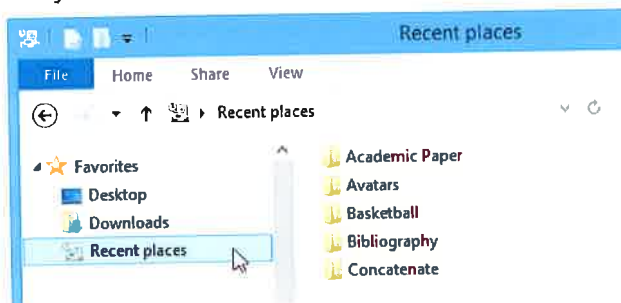 Recent places
File Home Share View
Recent places
Favorites
Desktop
Downloads
Recent places
Academic Paper
Avatars
Basketball
Bibliography
Concatenate